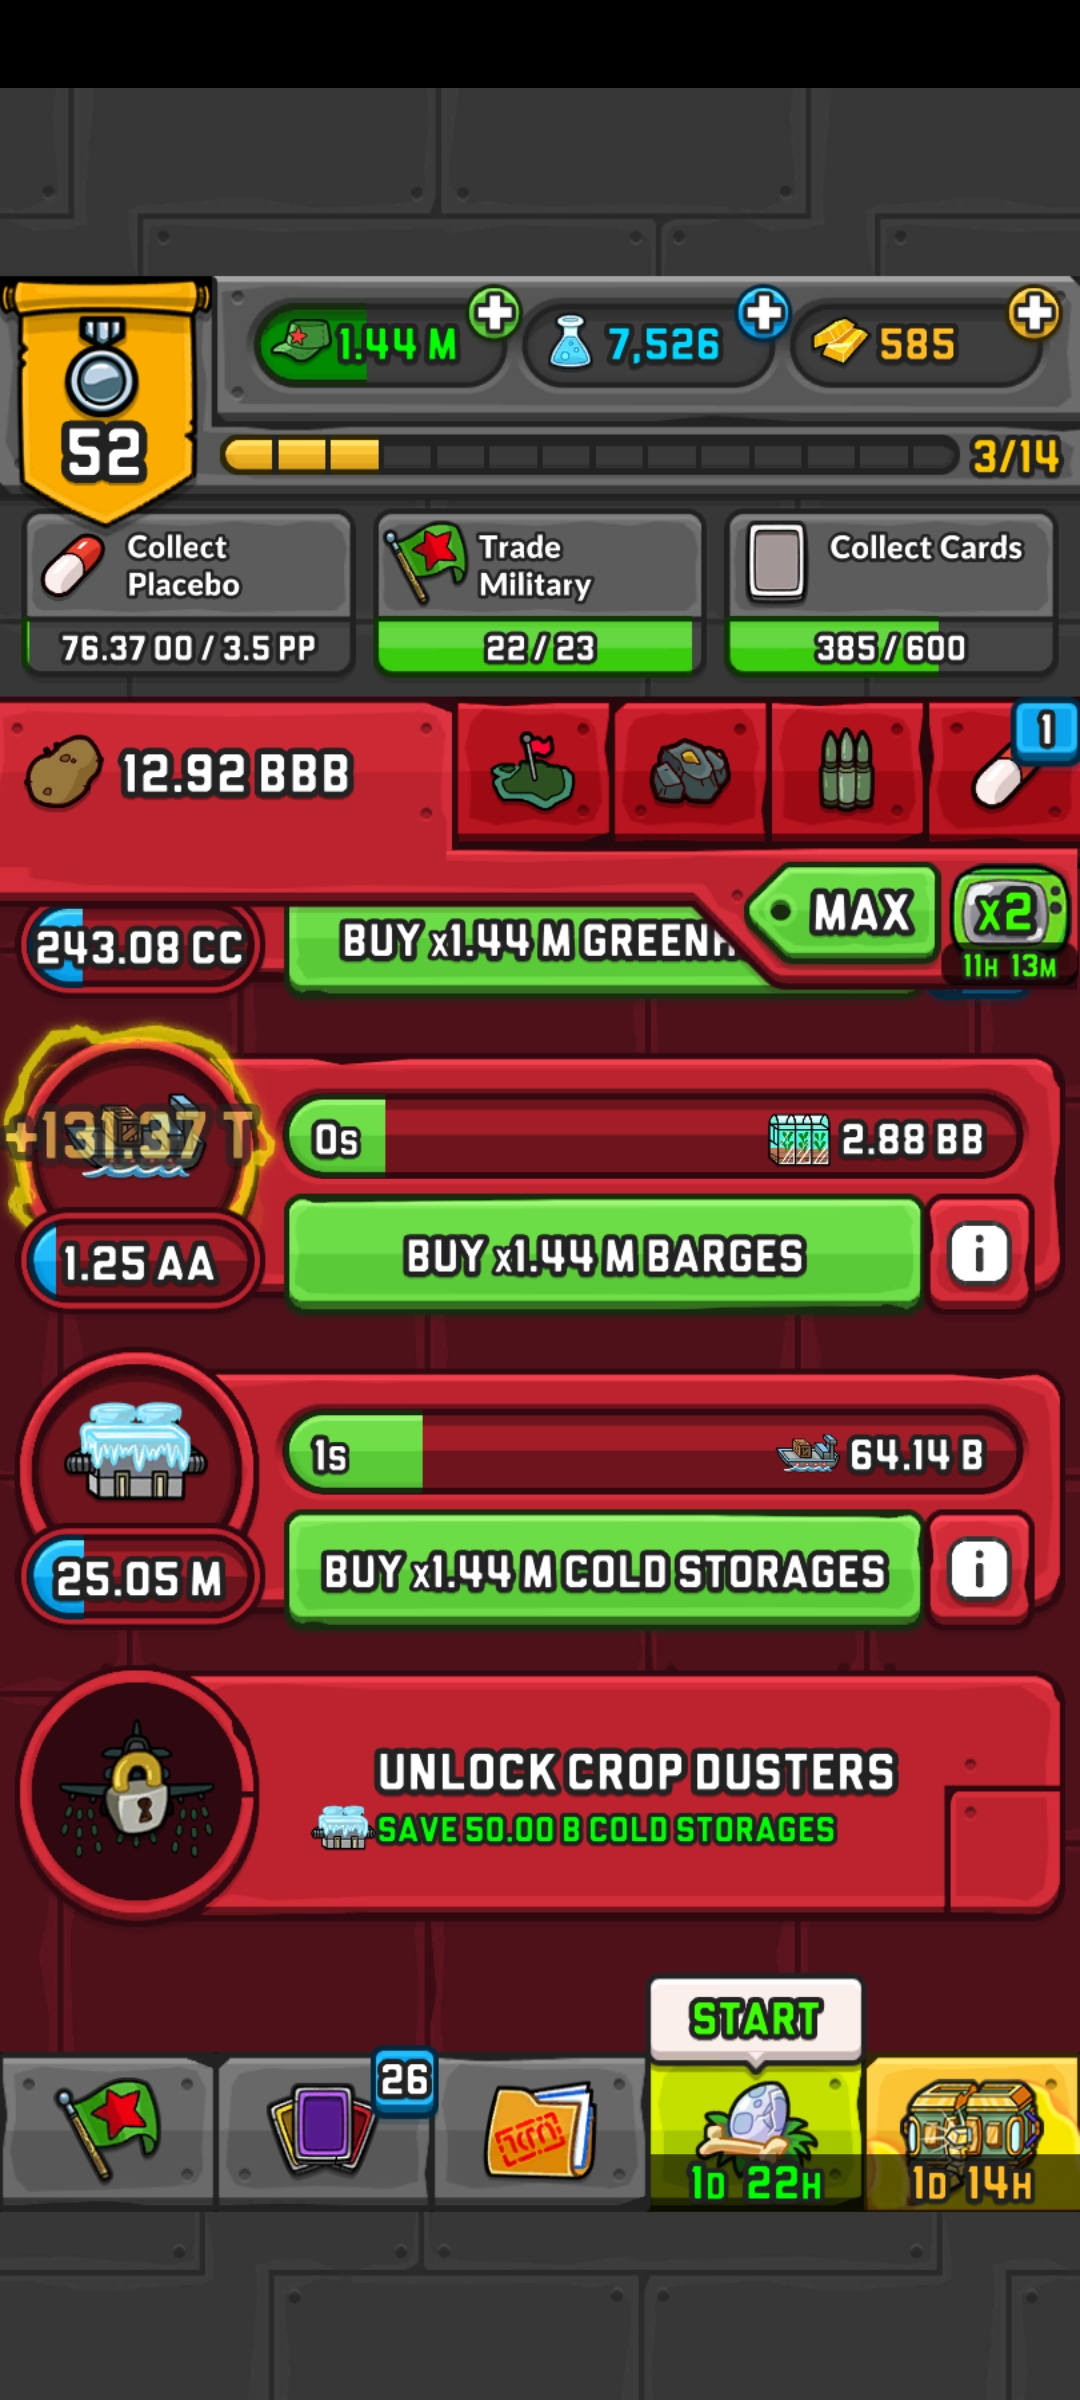 1.44 M
7,526
585
52
3/14
Collect
Placebo
76.37 OO / 3.5 PP
Trade
Military
22 / 23
Collect Cards
385 / 600
12.92 BBB
1
MAX
x2
11H 13M
243.08 CC
BUY x1.44 M GREENH
+131.37 T
0s
2.88 BB
1.25 AA
BUY x1.44 M BARGES
i
1s
64.14 B
25.05 M
BUY x1.44 M COLD STORAGES
i
UNLOCK CROP DUSTERS
SAVE 50.00 B COLD STORAGES
START
26
1D 22H
1D 14H